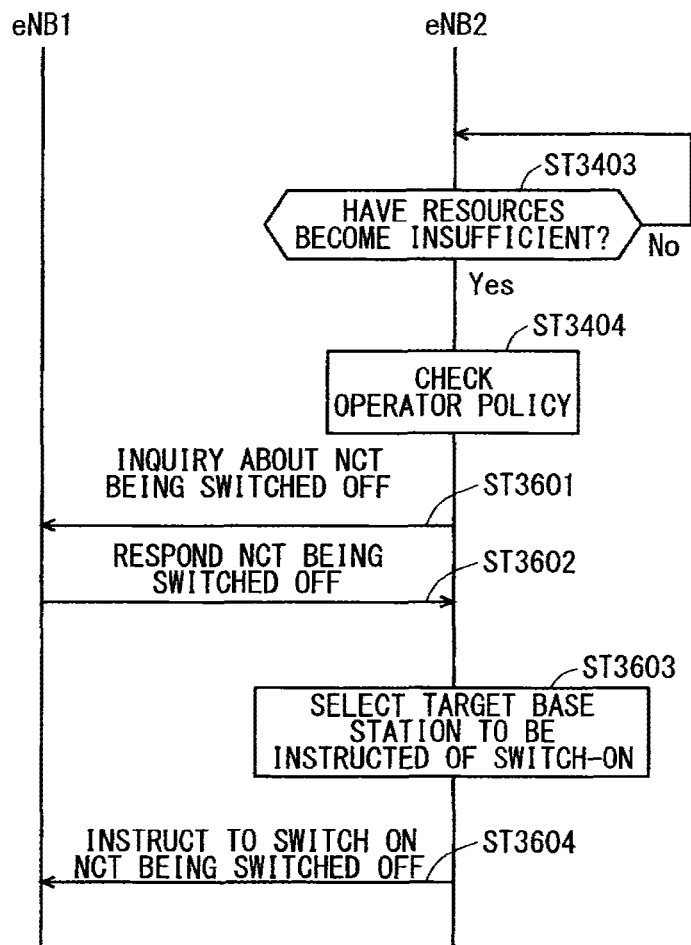 eNB1
eNB2
ST3403
HAVE RESOURCES
BECOME INSUFFICIENT?
No
Yes
ST3404
CHECK
OPERATOR POLICY
INQUIRY ABOUT NCT
BEING SWITCHED OFF
ST3601
RESPOND NCT BEING
SWITCHED OFF
ST3602
ST3603
SELECT TARGET BASE
STATION TO BE
INSTRUCTED OF SWITCH-ON
INSTRUCT TO SWITCH ON
NCT BEING SWITCHED OFF
ST3604